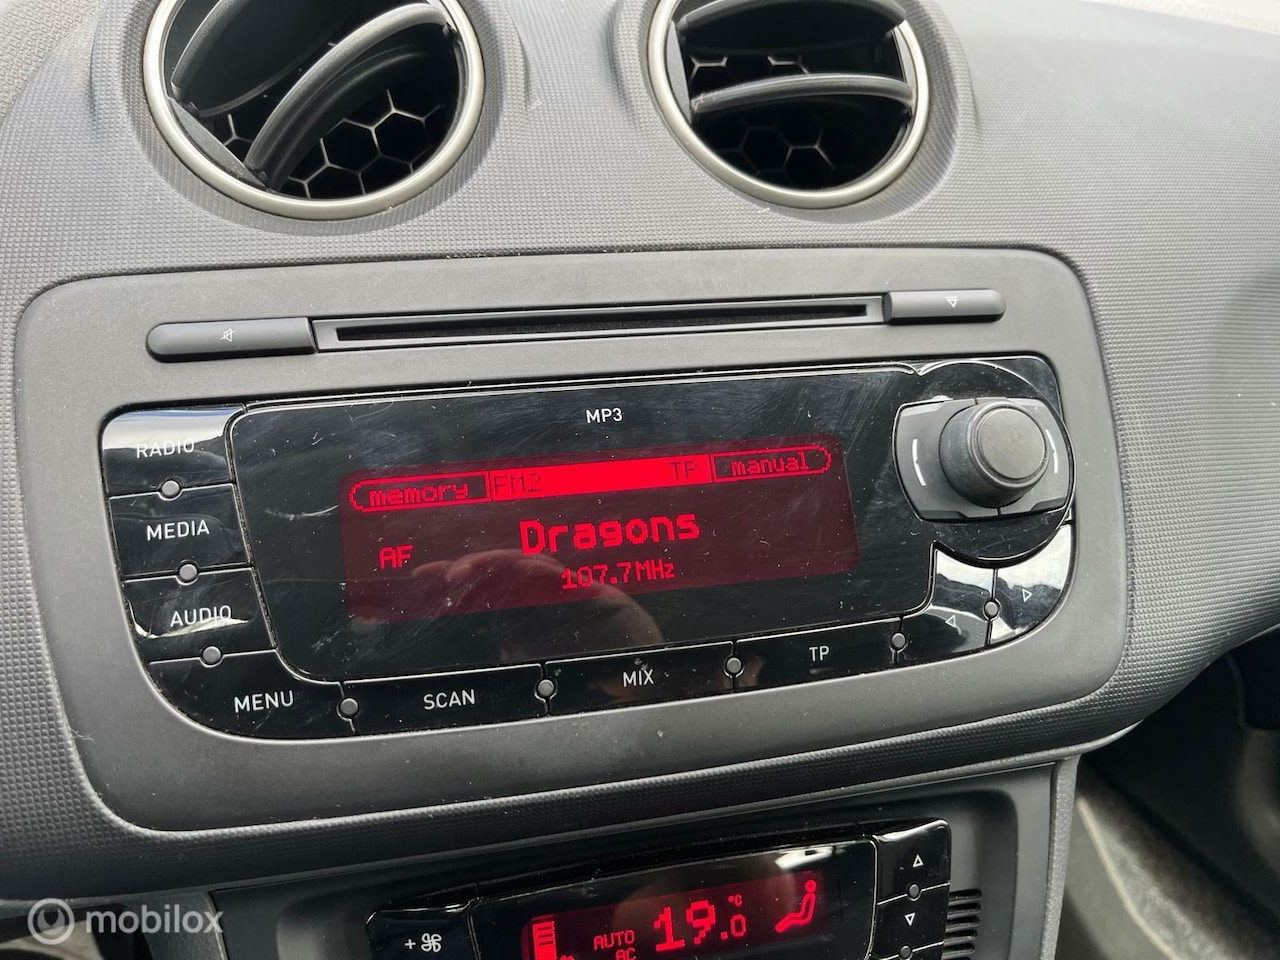 MP3
RADIO
memory FM2 TP manual
MEDIA
Dragons
AF
107.7MHz
AUDIO
MENU SCAN MIX TP
AUTO 19.0 °C
AC
+
mobilox